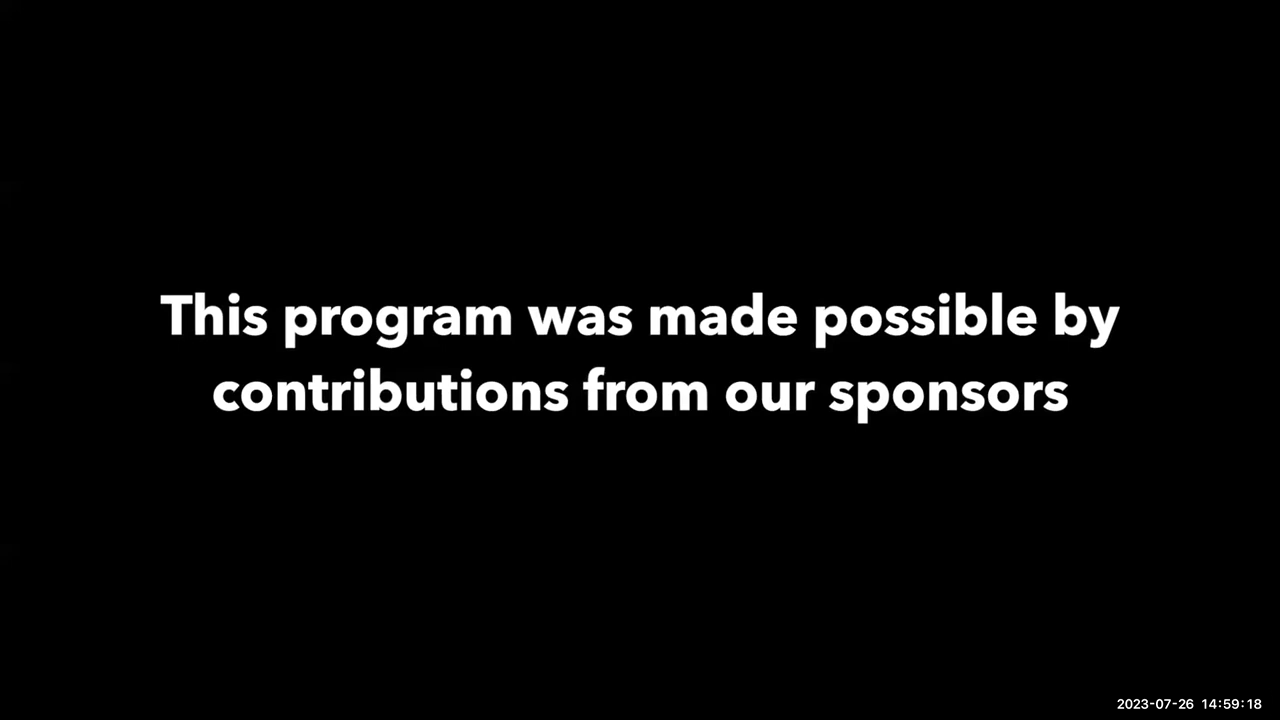 This program was made possible by
contributions from our sponsors
2023-07-26 14:59:18